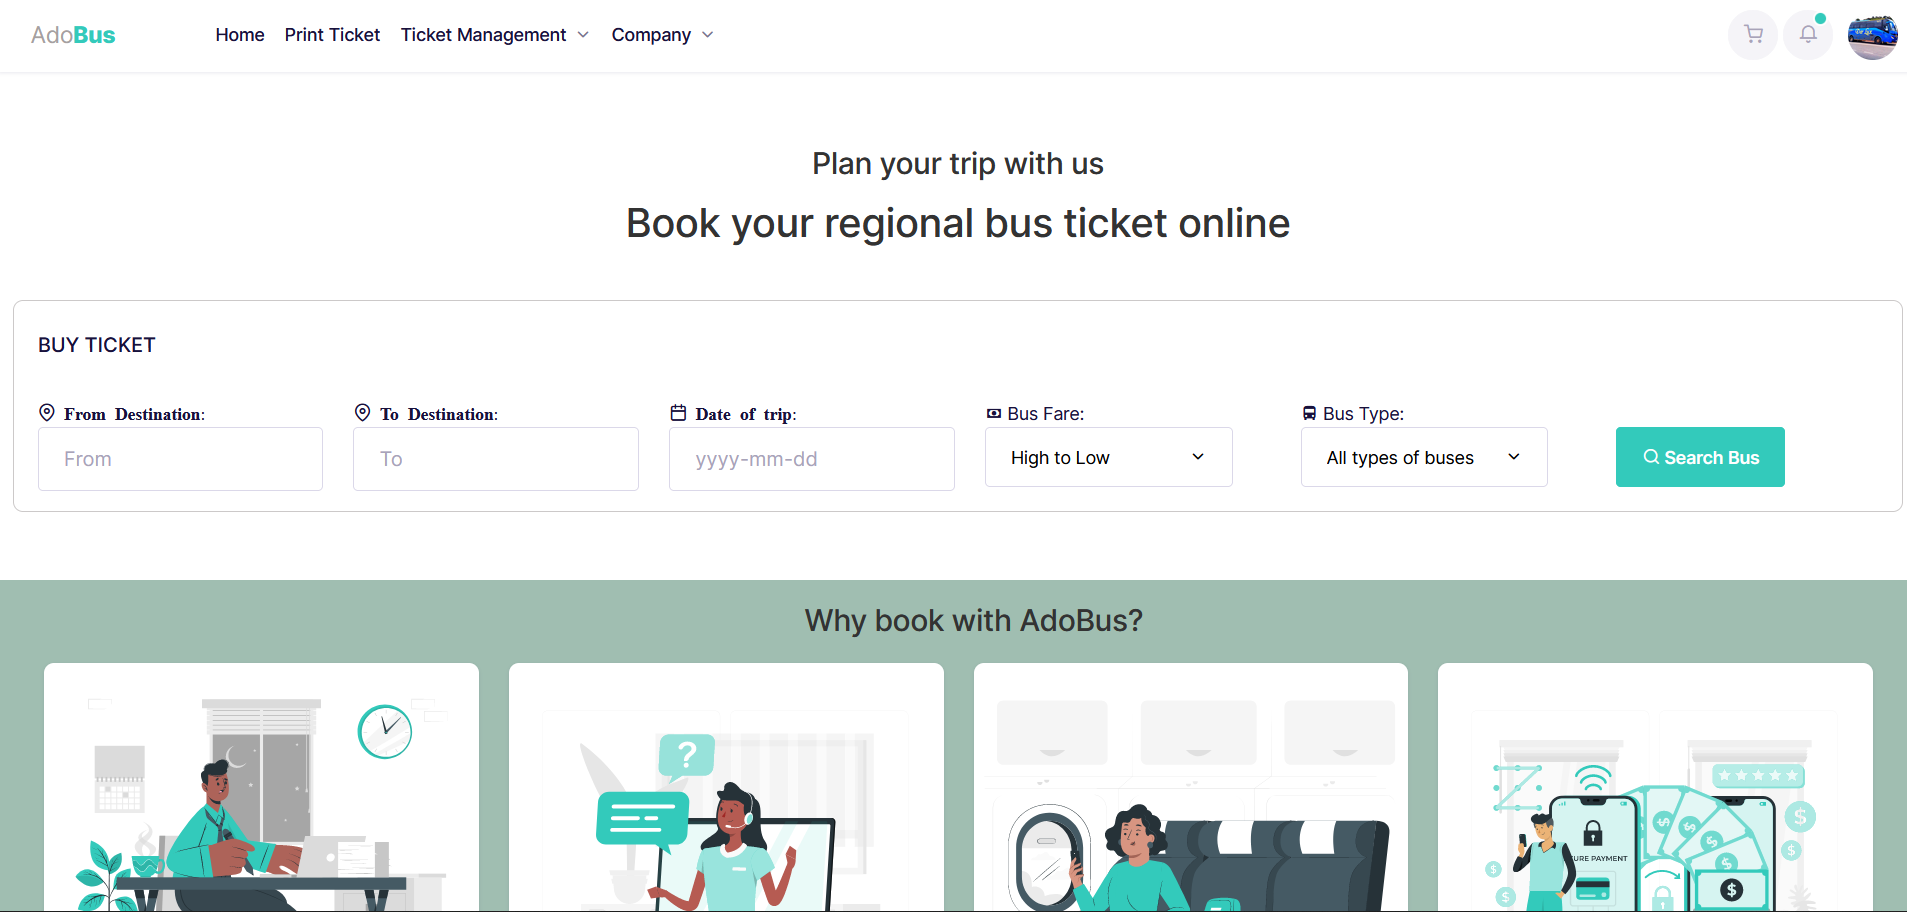 AdoBus Home Print Ticket Ticket Management Company
Plan your trip with us
Book your regional bus ticket online
BUY TICKET
From Destination: To Destination: Date of trip: Bus Fare: Bus Type:
From To yyyy-mm-dd High to Low All types of buses Search Bus
Why book with AdoBus?
?
$
$
URE PAYMENT
$
$
$
$
$
$
$